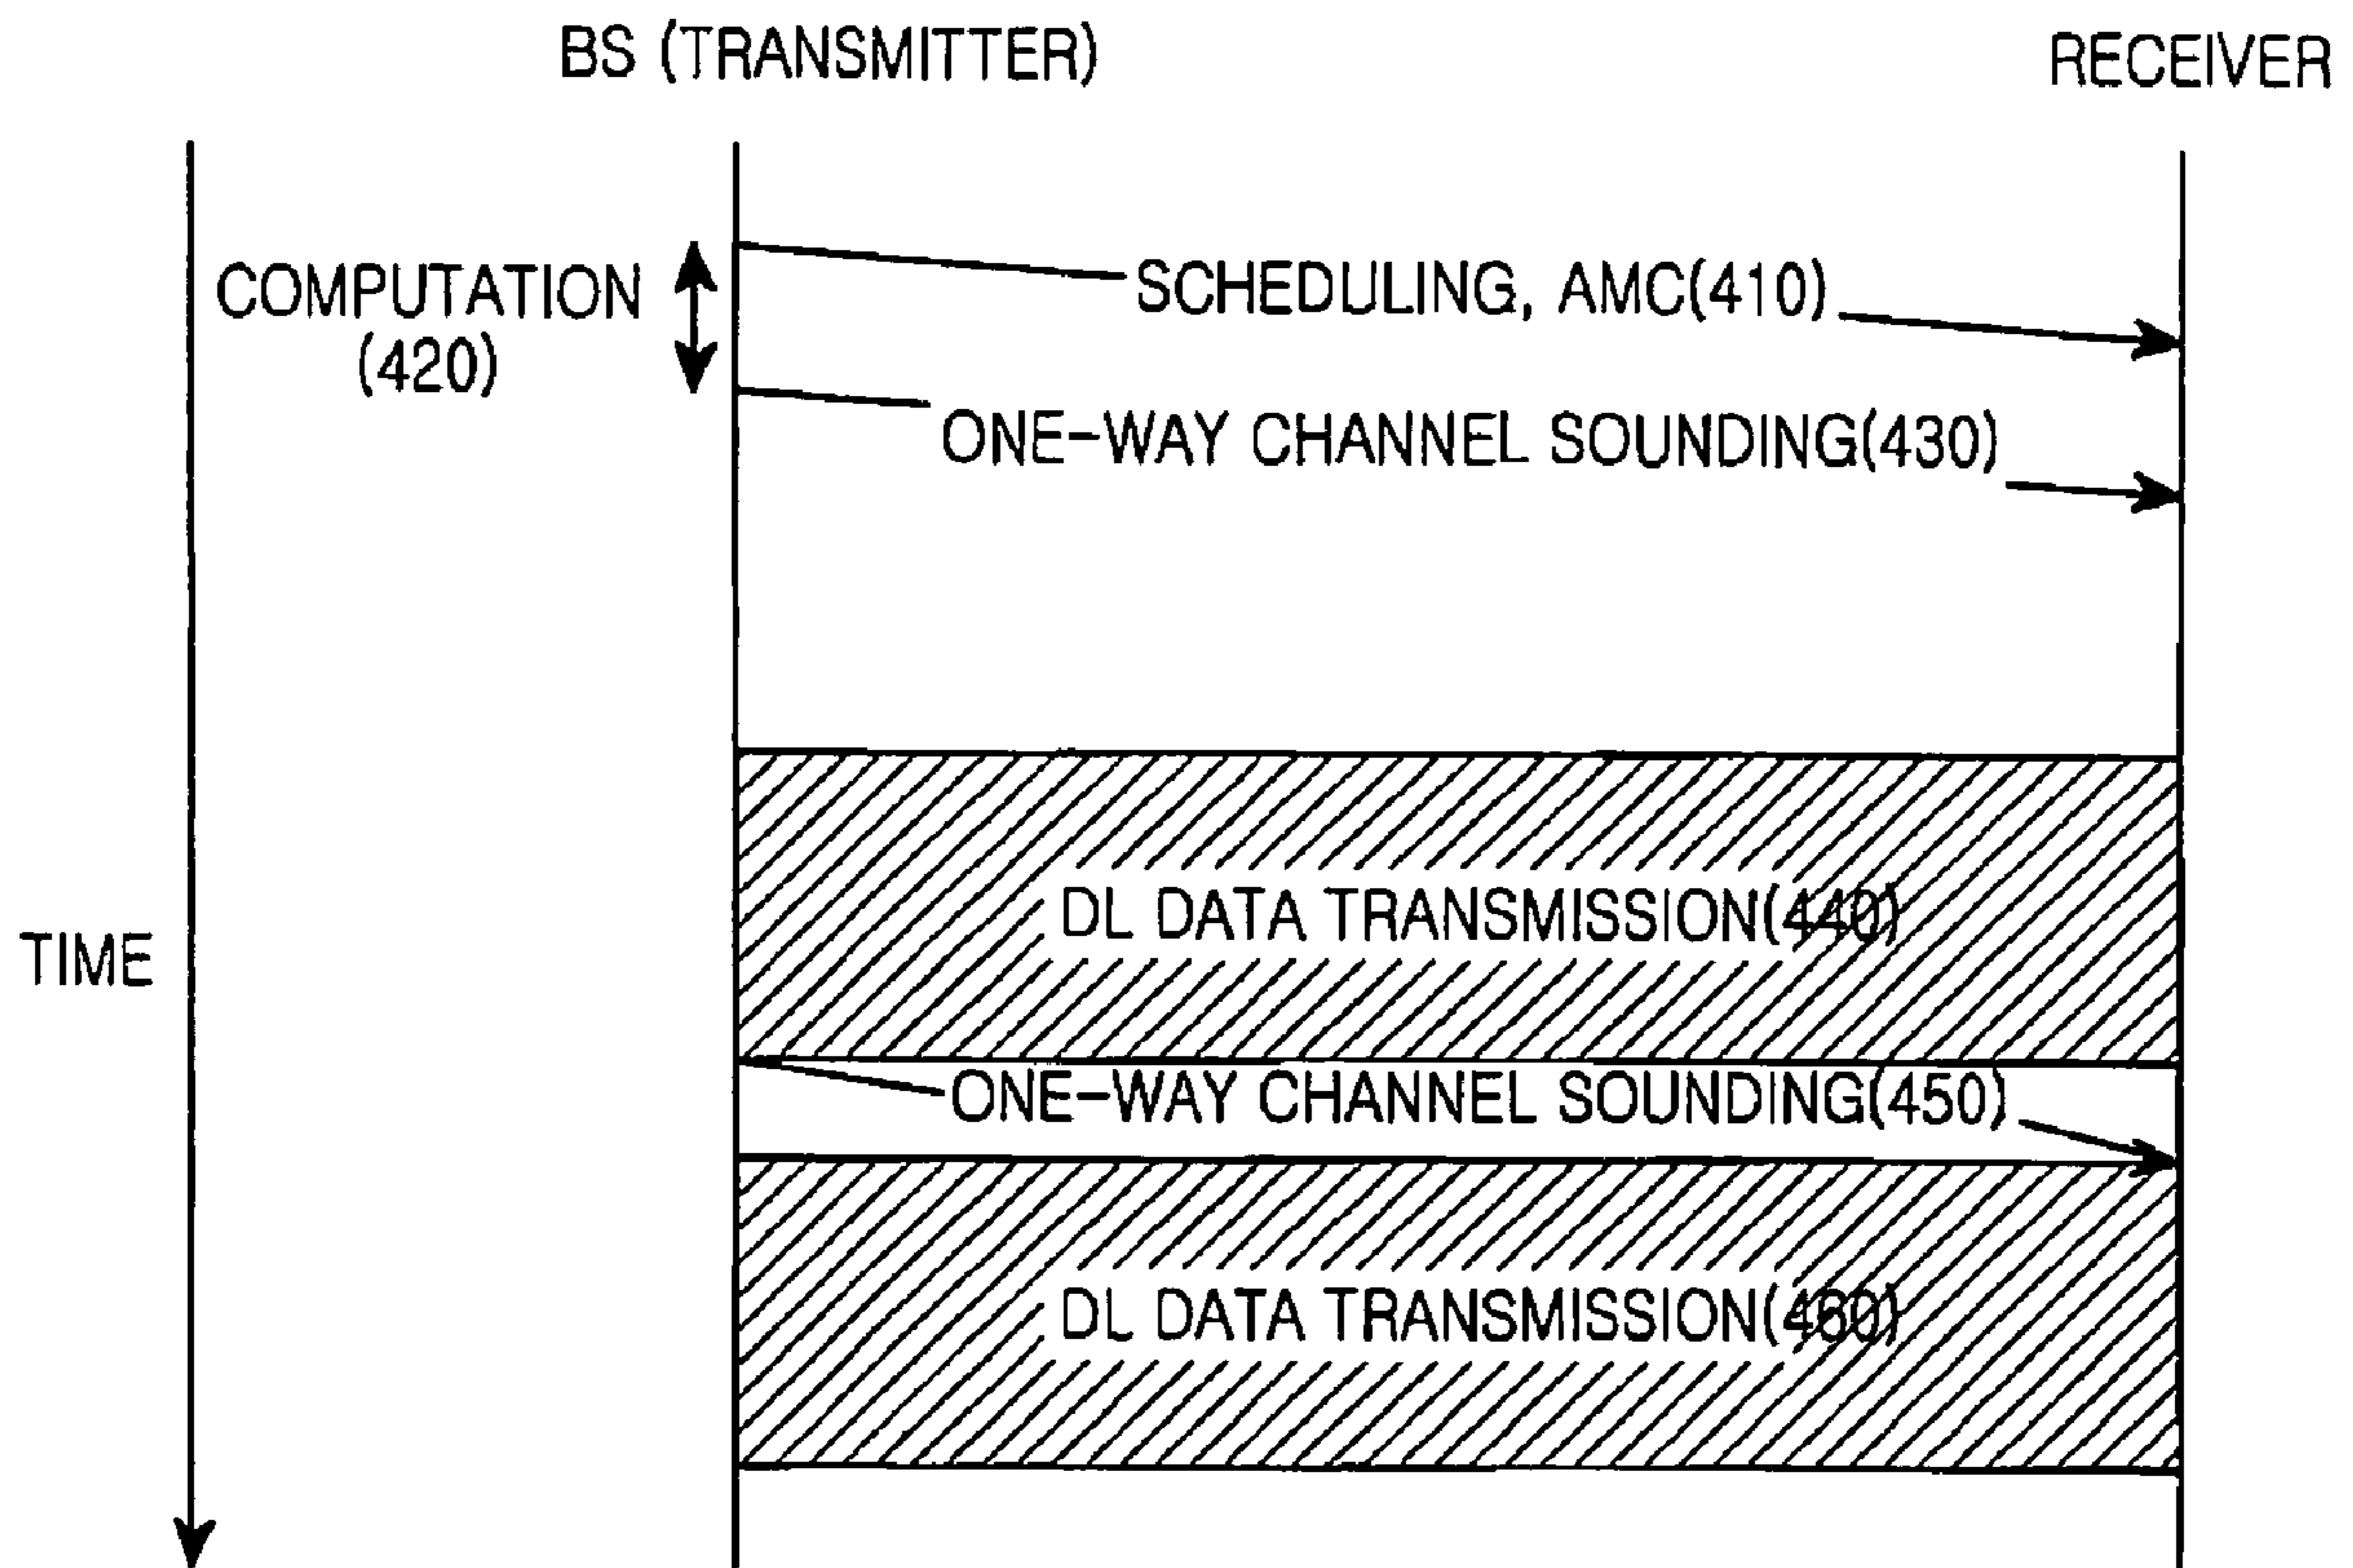 BS (TRANSMITTER)
RECEIVER
COMPUTATION
(420)
SCHEDULING, AMC(410)
ONE-WAY CHANNEL SOUNDING(430)
DL DATA TRANSMISSION(440)
TIME
ONE-WAY CHANNEL SOUNDING(450)
DL DATA TRANSMISSION(460)